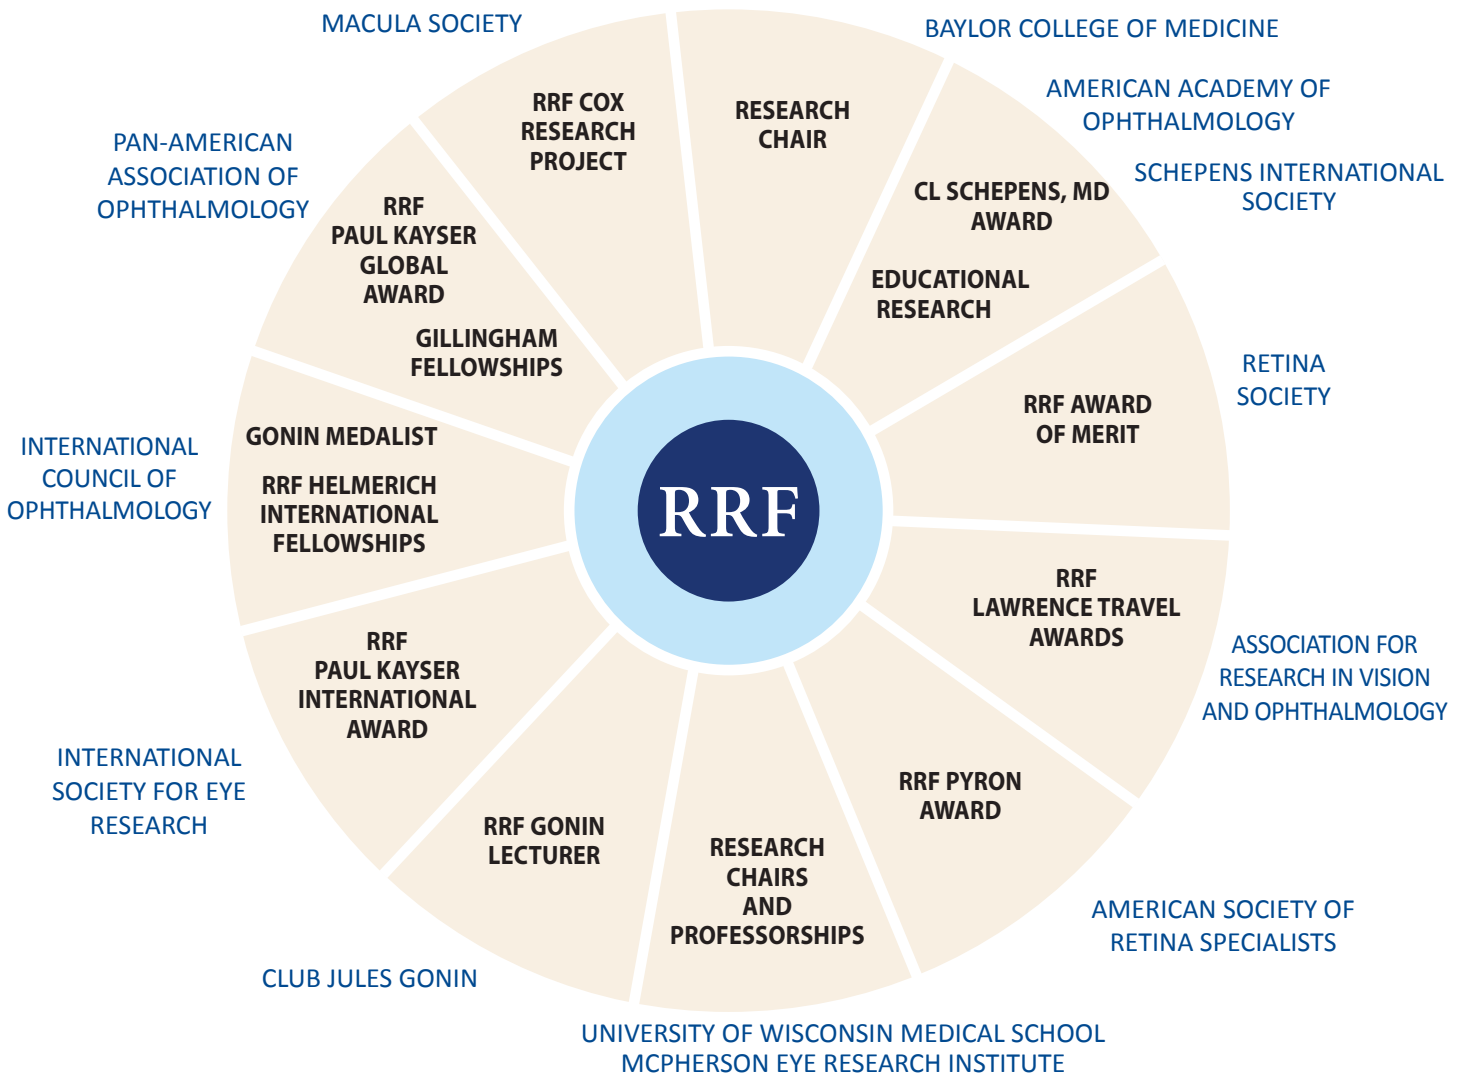 MACULA SOCIETY
BAYLOR COLLEGE OF MEDICINE
AMERICAN ACADEMY OF
OPHTHALMOLOGY
SCHEPENS INTERNATIONAL
SOCIETY
RETINA
SOCIETY
ASSOCIATION FOR
RESEARCH IN VISION
AND OPHTHALMOLOGY
AMERICAN SOCIETY OF
RETINA SPECIALISTS
UNIVERSITY OF WISCONSIN MEDICAL SCHOOL
MCPHERSON EYE RESEARCH INSTITUTE
CLUB JULES GONIN
INTERNATIONAL
SOCIETY FOR EYE
RESEARCH
INTERNATIONAL
COUNCIL OF
OPHTHALMOLOGY
PAN-AMERICAN
ASSOCIATION OF
OPHTHALMOLOGY
RRF COX
RESEARCH
PROJECT
RESEARCH
CHAIR
CL SCHEPENS, MD
AWARD
EDUCATIONAL
RESEARCH
RRF AWARD
OF MERIT
RRF
LAWRENCE TRAVEL
AWARDS
RRF PYRON
AWARD
RESEARCH
CHAIRS
AND
PROFESSORSHIPS
RRF GONIN
LECTURER
RRF
PAUL KAYSER
INTERNATIONAL
AWARD
GONIN MEDALIST
RRF HELMERICH
INTERNATIONAL
FELLOWSHIPS
RRF
PAUL KAYSER
GLOBAL
AWARD
GILLINGHAM
FELLOWSHIPS
RRF